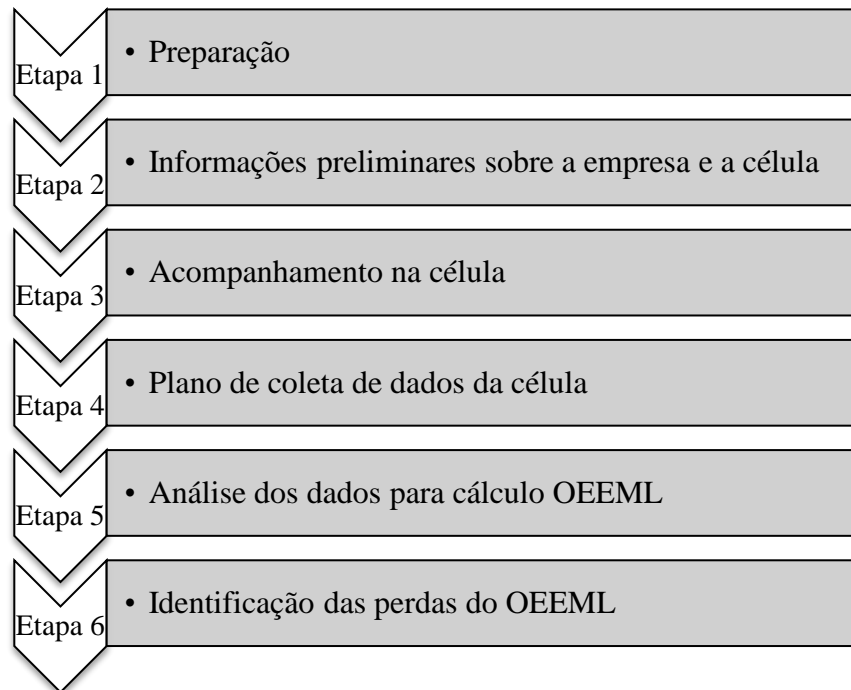 Etapa 1
• Preparação
Etapa 2
• Informações preliminares sobre a empresa e a célula
Etapa 3
• Acompanhamento na célula
Etapa 4
• Plano de coleta de dados da célula
Etapa 5
• Análise dos dados para cálculo OEEML
Etapa 6
• Identificação das perdas do OEEML